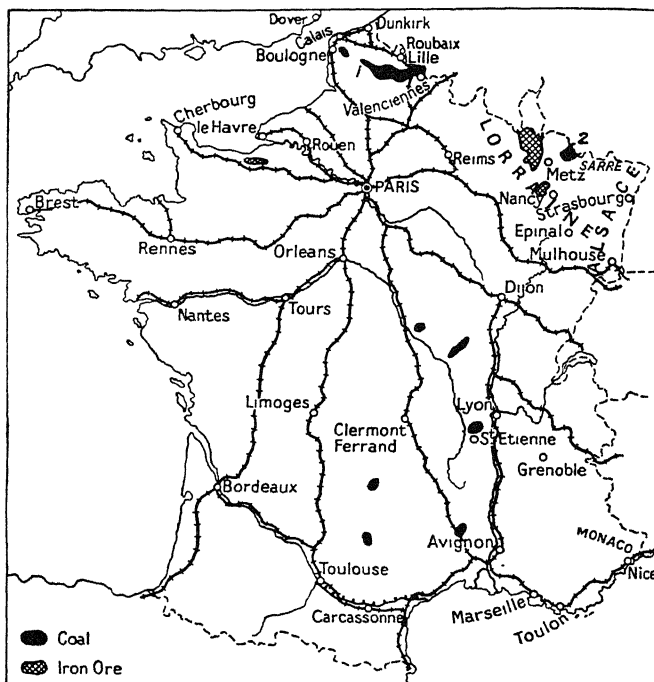 Dover
Calais
Dunkirk
Boulogne
Roubaix
Lille
1
Valenciennes
Cherbourg
le Havre
Rouen
Reims
LORRAINE
2
SARRE
Metz
PARIS
Nancy
Strasbourg
ALSACE
Epinal
Mulhouse
Brest
Rennes
Orleans
Nantes
Tours
Dijon
Limoges
Clermont
Ferrand
Lyon
St Etienne
Grenoble
Bordeaux
Avignon
MONACO
Nice
Toulouse
Marseille
Toulon
Carcassonne
Coal
Iron Ore